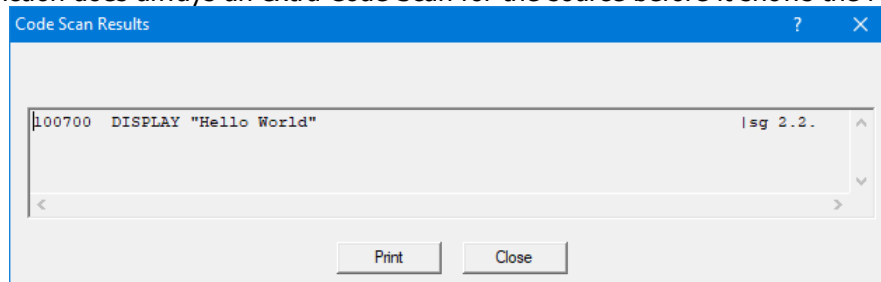 Code Scan Results ? ×
100700 DISPLAY "Hello World" |sg 2.2.
Print Close